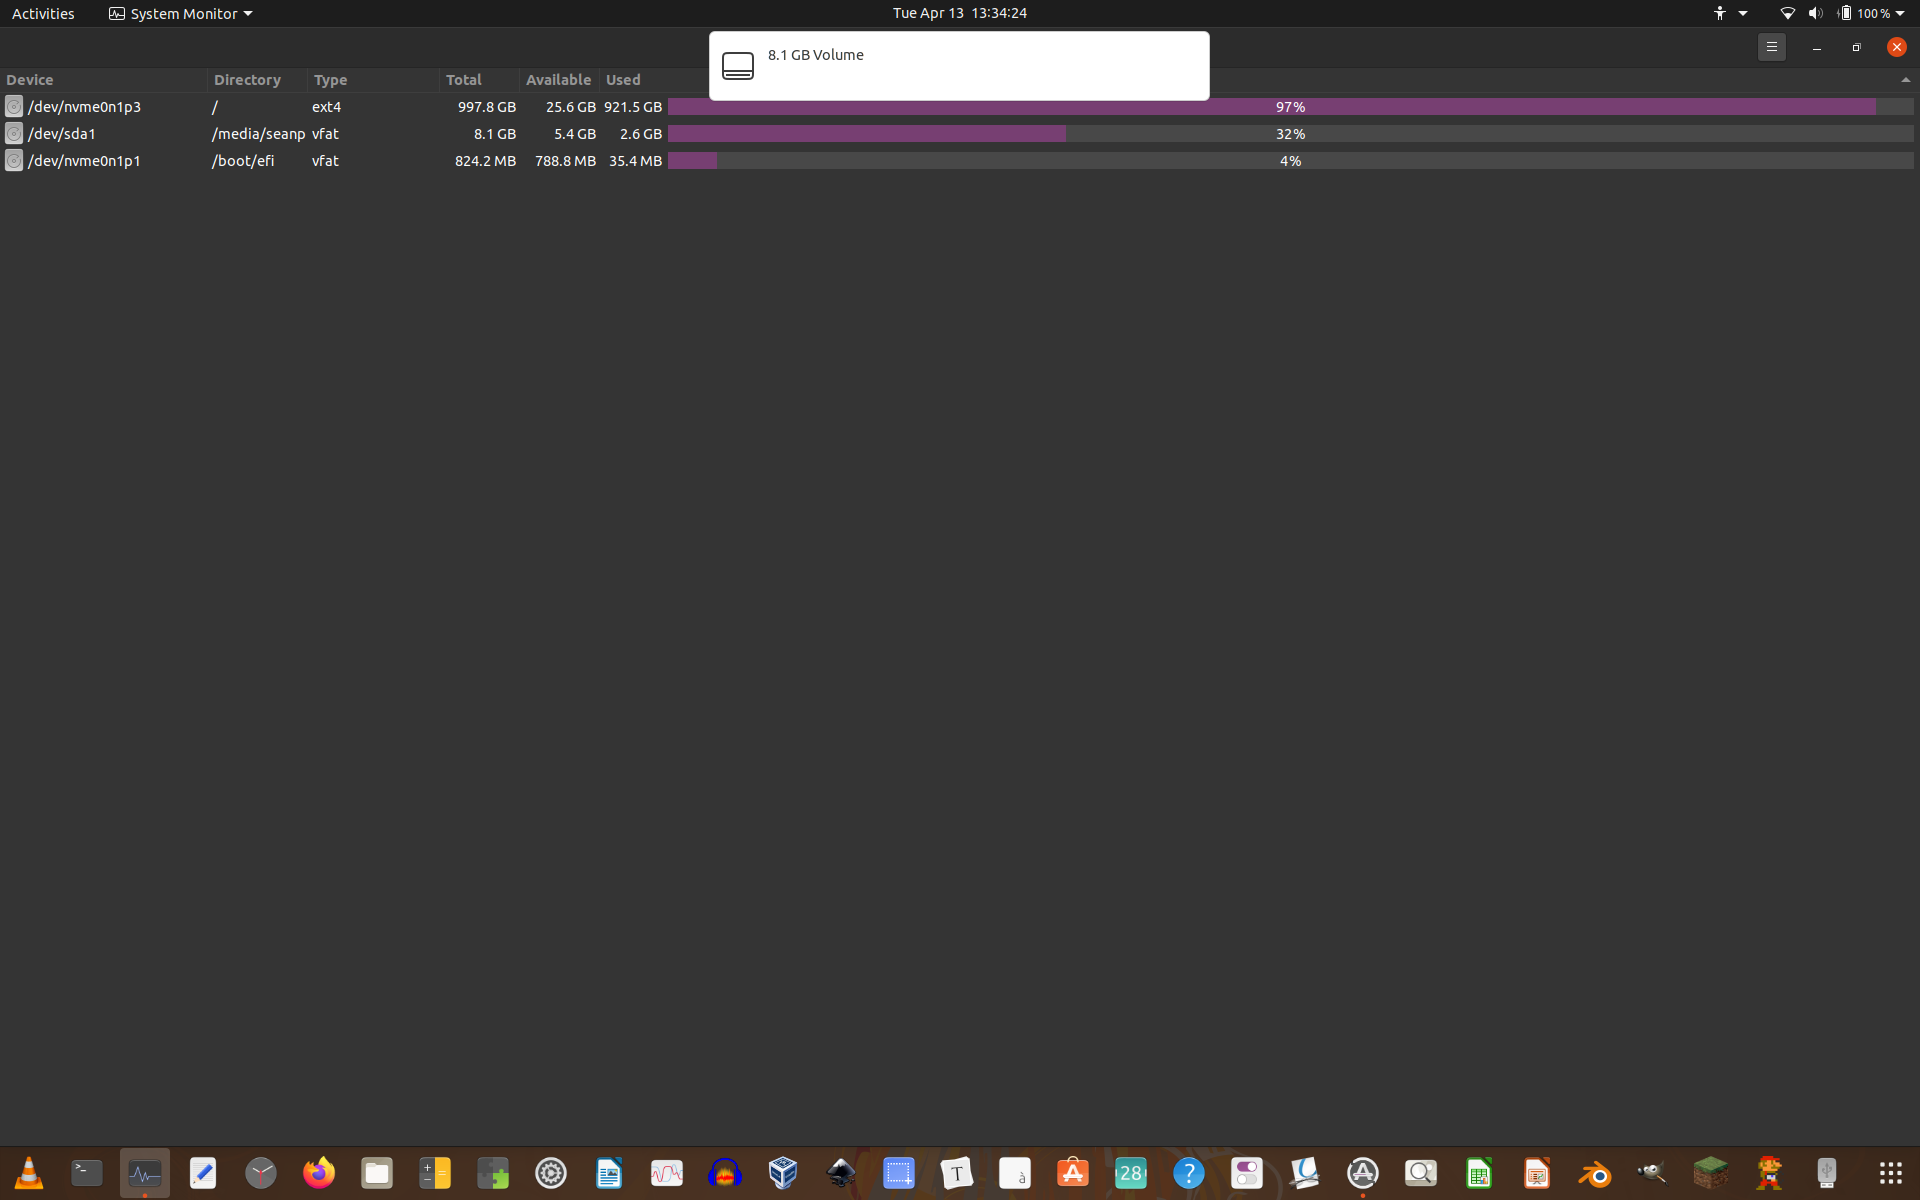 Activities System Monitor Tue Apr 13 13:34:24 100 %
8.1 GB Volume
Device Directory Type Total Available Used
/dev/nvme0n1p3 / ext4 997.8 GB 25.6 GB 921.5 GB 97%
/dev/sda1 /media/seanp vfat 8.1 GB 5.4 GB 2.6 GB 32%
/dev/nvme0n1p1 /boot/efi vfat 824.2 MB 788.8 MB 35.4 MB 4%
>_ T à A 28 ?